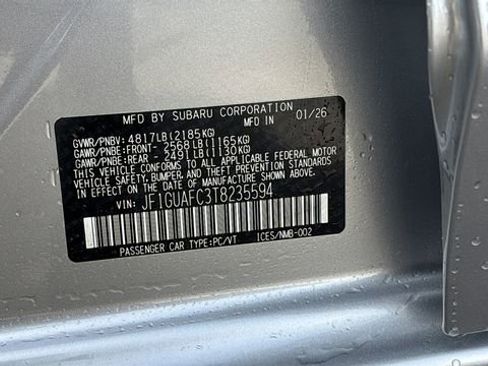 MFD BY SUBARU CORPORATION
MFD IN 01/26
GVWR/PNBV: 4817LB(2185KG)
GAWR/PNBE:FRONT- 2568LB(1165KG)
GAWR/PNBE:REAR - 2491LB(1130KG)
THIS VEHICLE CONFORMS TO ALL APPLICABLE FEDERAL MOTOR
VEHICLE SAFETY, BUMPER, AND THEFT PREVENTION STANDARDS
IN EFFECT ON THE DATE OF MANUFACTURE SHOWN ABOVE.
VIN: JF1GUAFC3T8235594
PASSENGER CAR TYPE:PC/VT ICES/NMB-002